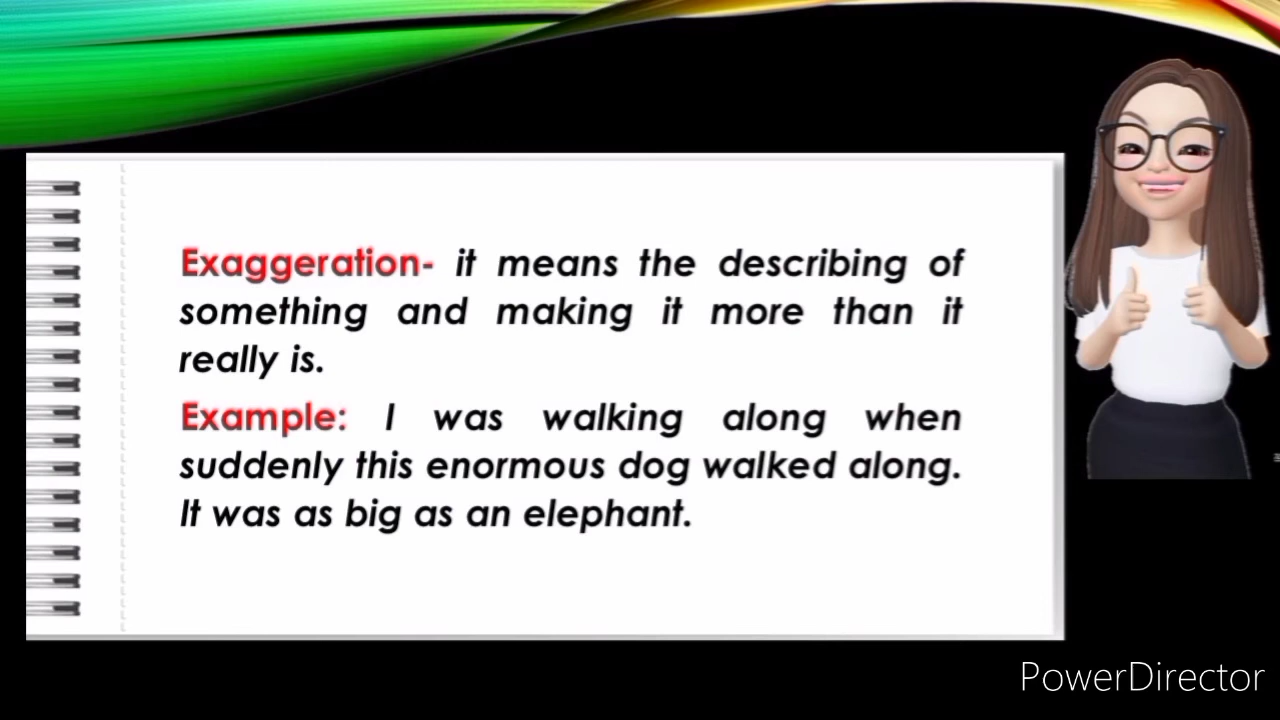 Exaggeration- it means the describing of
something and making it more than it
really is.
Example: I was walking along when
suddenly this enormous dog walked along.
It was as big as an elephant.
PowerDirector